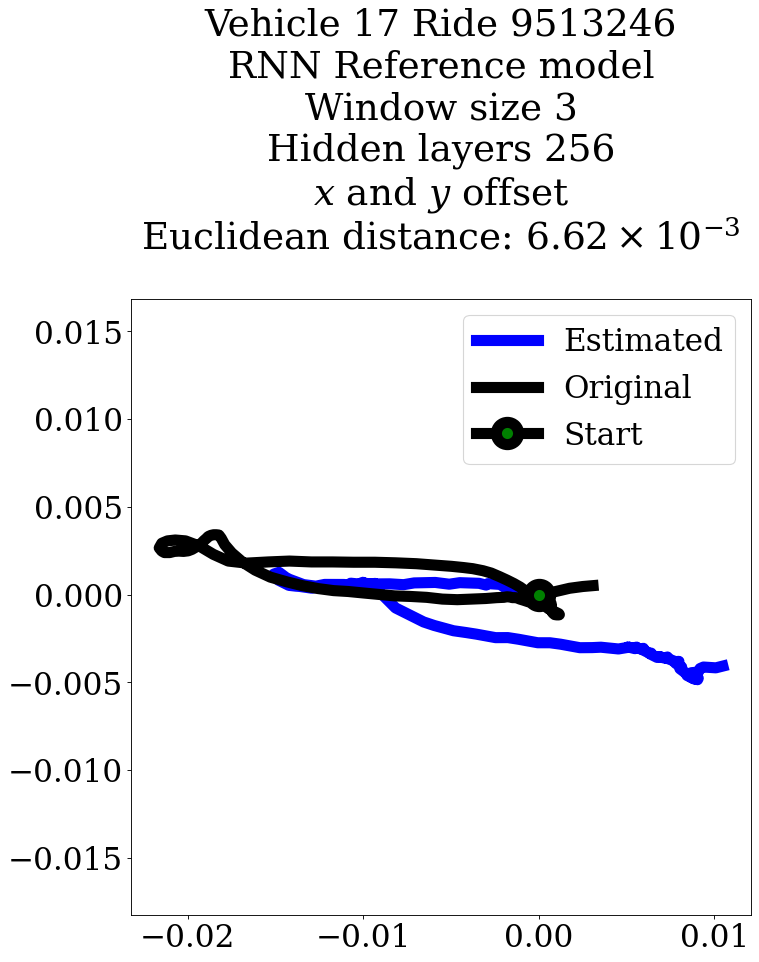 Vehicle 17 Ride 9513246
RNN Reference model
Window size 3
Hidden layers 256
x and y offset
Euclidean distance: 6.62 × 10⁻³
Estimated
Original
Start
0.015
0.010
0.005
0.000
−0.005
−0.010
−0.015
−0.02 −0.01 0.00 0.01